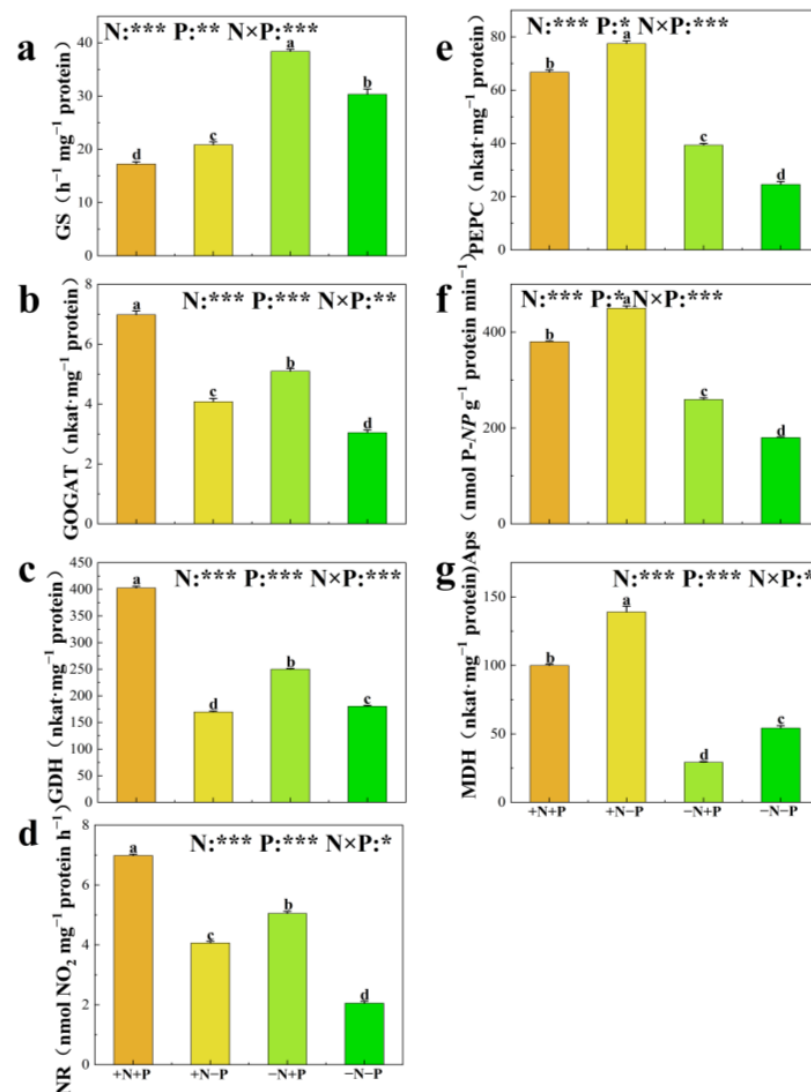 a
N:*** P:** N×P:***
GS（h⁻¹ mg⁻¹ protein）
40
30
20
10
0
d
c
a
b
b
N:*** P:*** N×P:**
GOGAT（nkat·mg⁻¹ protein）
8
6
4
2
0
a
c
b
d
c
N:*** P:*** N×P:***
GDH（nkat·mg⁻¹ protein）
450
400
350
300
250
200
150
100
50
0
a
d
b
c
d
N:*** P:*** N×P:*
NR（nmol NO₂ mg⁻¹ protein h⁻¹）
8
6
4
2
0
a
c
b
d
+N+P
+N−P
−N+P
−N−P
e
N:*** P:* N×P:***
PEPC（nkat·mg⁻¹ protein）
80
60
40
20
0
b
a
c
d
f
N:*** P:* N×P:***
Aps（nmol P-NP g⁻¹ protein min⁻¹）
400
200
0
b
a
c
d
g
N:*** P:*** N×P:*
MDH（nkat·mg⁻¹ protein）
150
100
50
0
b
a
d
c
+N+P
+N−P
−N+P
−N−P